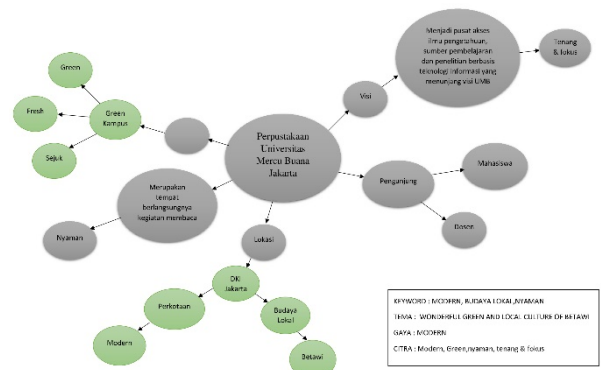 Menjadi pusat akses
ilmu pengetahuan,
sumber pembelajaran
dan penelitian berbasis
teknologi informasi yang
menunjang visi UMB
Tenang
& fokus
Visi
Green
Fresh
Green
Kampus
Sejuk
Perpustakaan
Universitas
Mercu Buana
Jakarta
Mahasiswa
Pengunjung
Dosen
Merupakan
tempat
berlangsungnya
kegiatan membaca
Nyaman
Lokasi
DKI
Jakarta
Perkotaan
Budaya
Lokal
Modern
Betawi
KEYWORD : MODERN, BUDAYA LOKAL,NYAMAN
TEMA : WONDERFUL GREEN AND LOCAL CULTURE OF BETAWI
GAYA : MODERN
CITRA : Modern, Green,nyaman, tenang & fokus